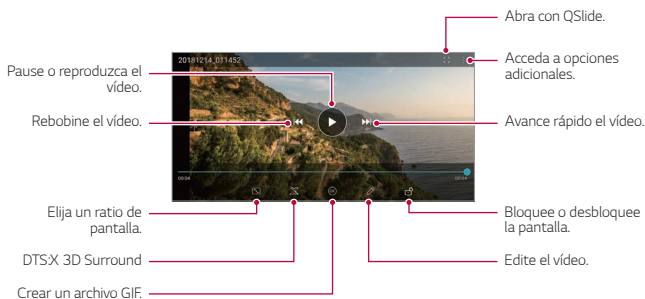 Abra con QSlide.
20181214_011452
Acceda a opciones
adicionales.
Pause o reproduzca el
vídeo.
Rebobine el vídeo.
Avance rápido el vídeo.
00:04
00:04
Elija un ratio de
pantalla.
Bloquee o desbloquee
la pantalla.
DTS:X 3D Surround
Edite el vídeo.
Crear un archivo GIF.